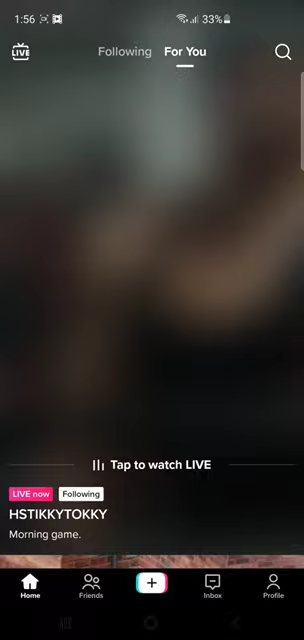 1:56 33%
LIVE Following For You
Tap to watch LIVE
LIVE now Following
HSTIKKYTOKKY
Morning game.
Home Friends Inbox Profile